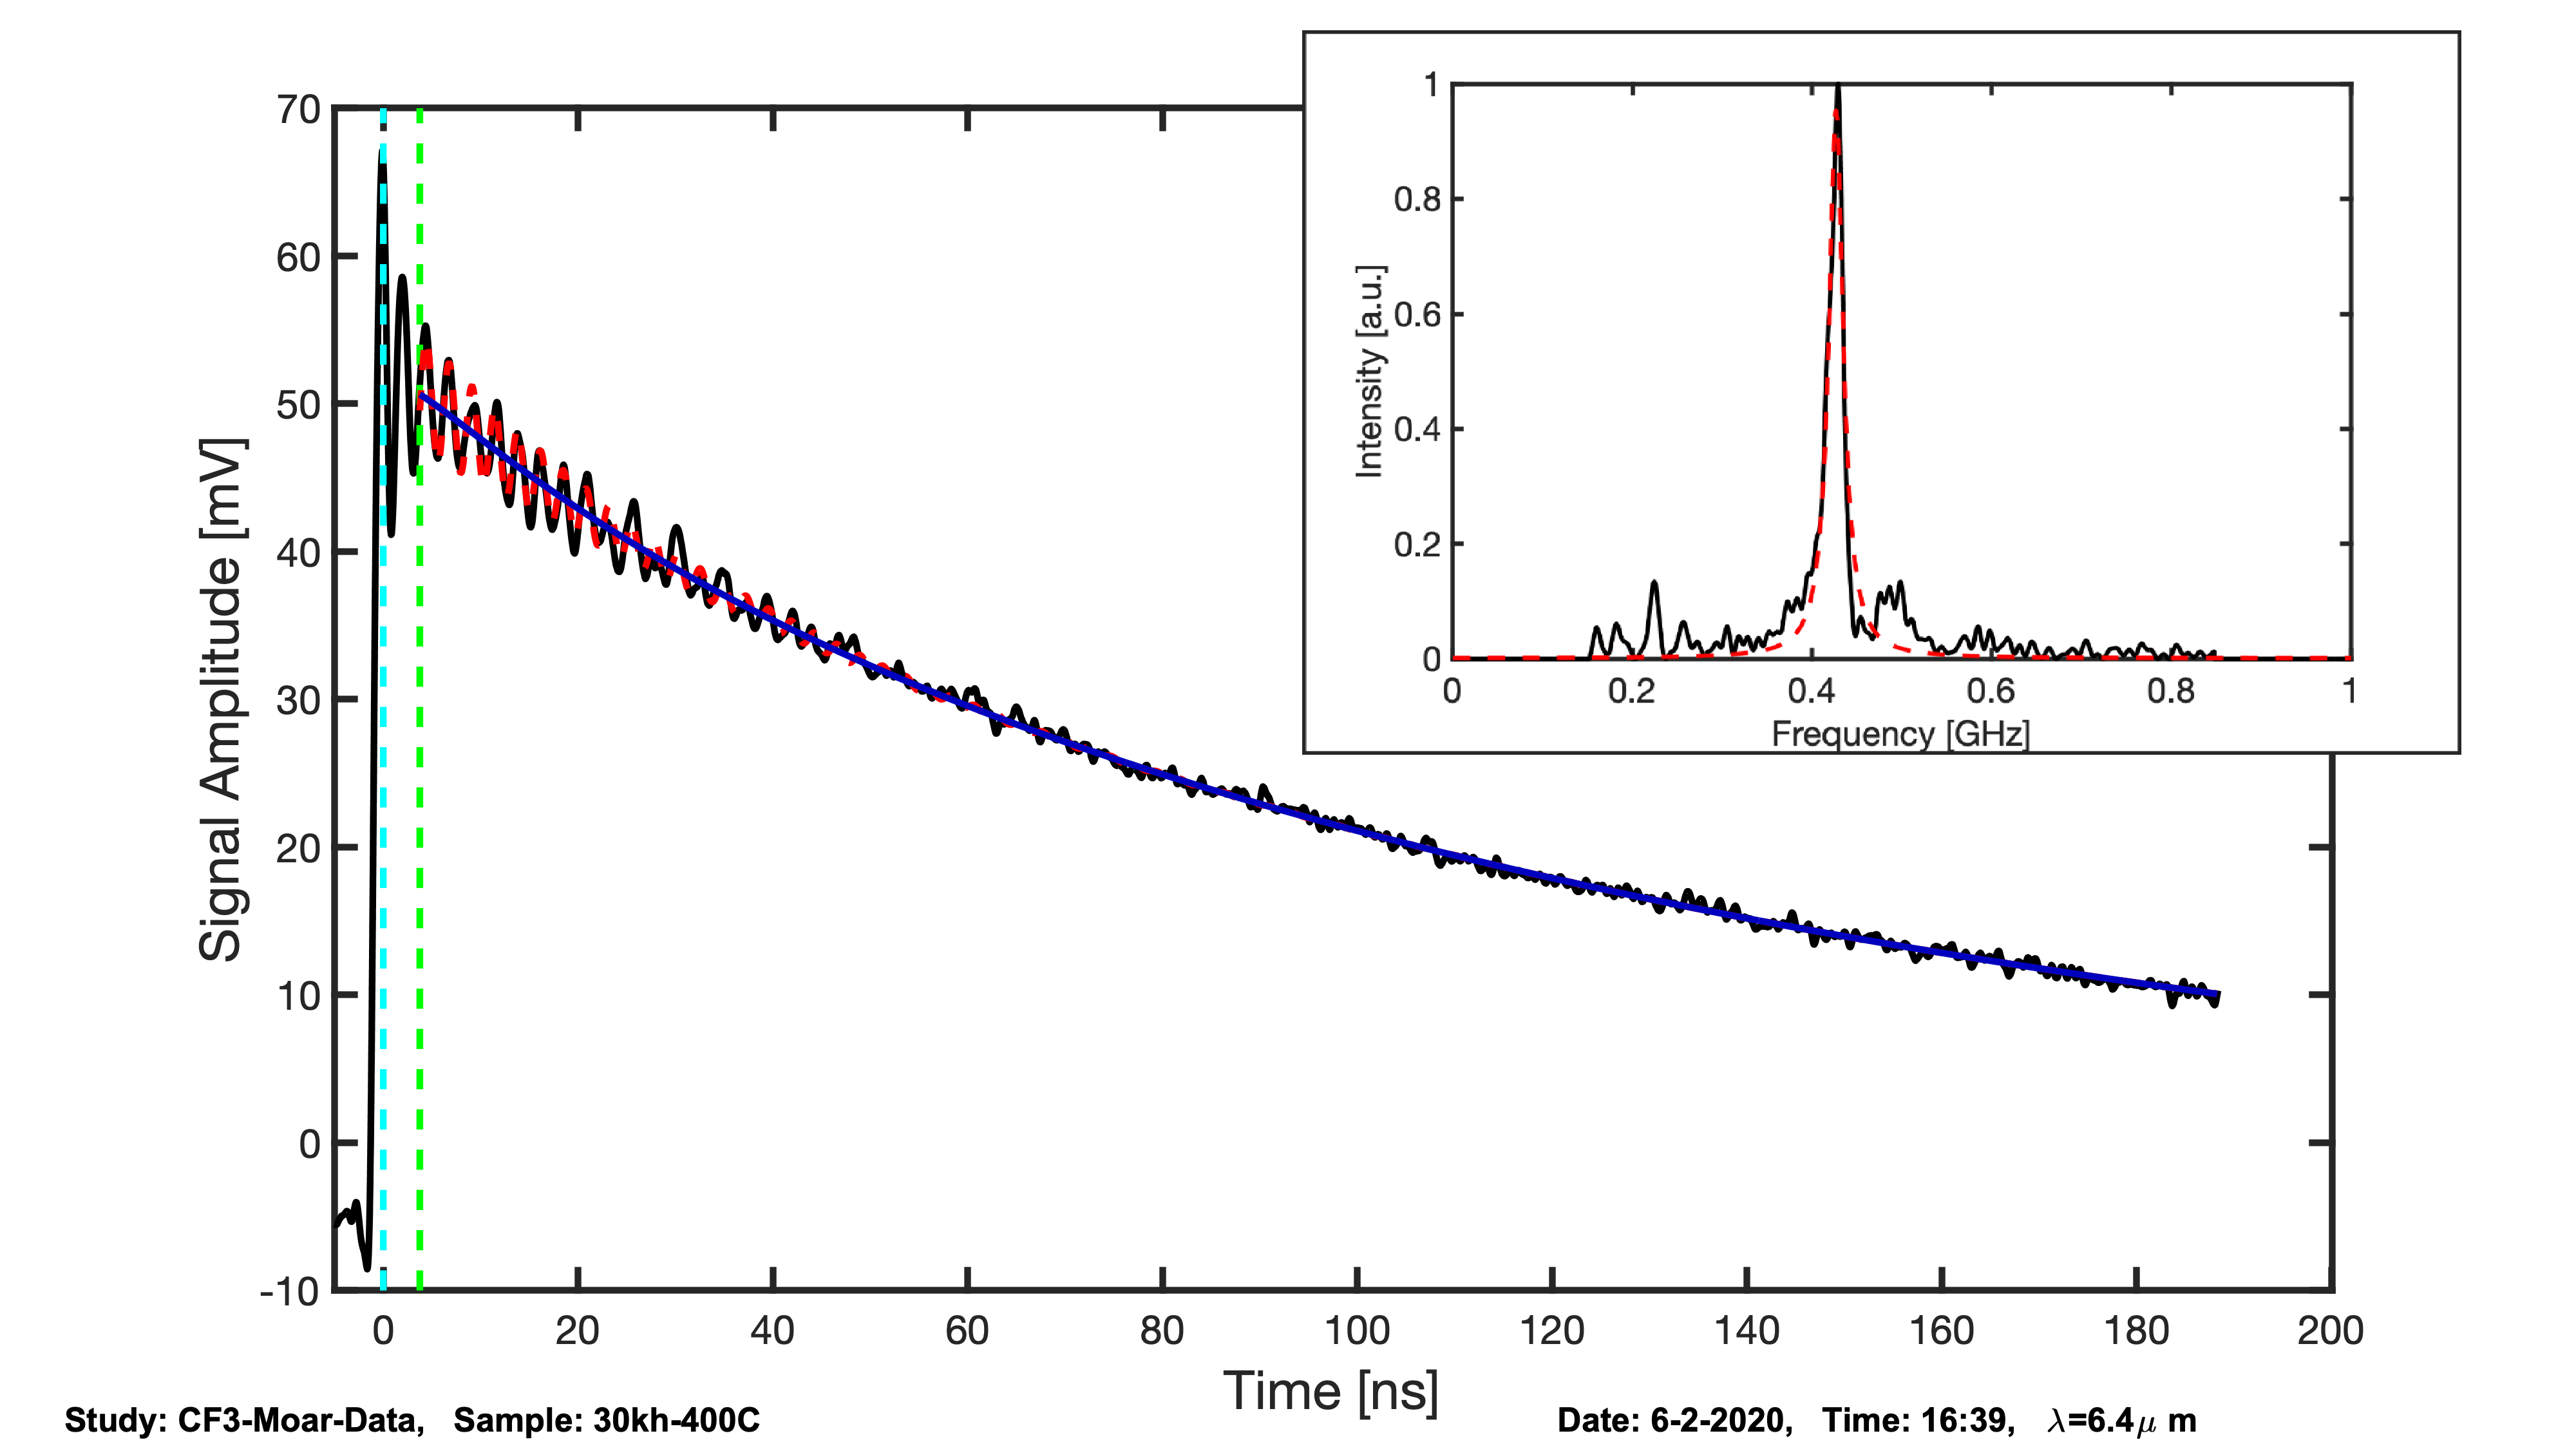 70
60
50
40
30
20
10
0
-10
Signal Amplitude [mV]
0 20 40 60 80 100 120 140 160 180 200
Time [ns]
1
0.8
0.6
0.4
0.2
0
Intensity [a.u.]
0 0.2 0.4 0.6 0.8 1
Frequency [GHz]
Study: CF3-Moar-Data, Sample: 30kh-400C
Date: 6-2-2020, Time: 16:39, λ=6.4μ m